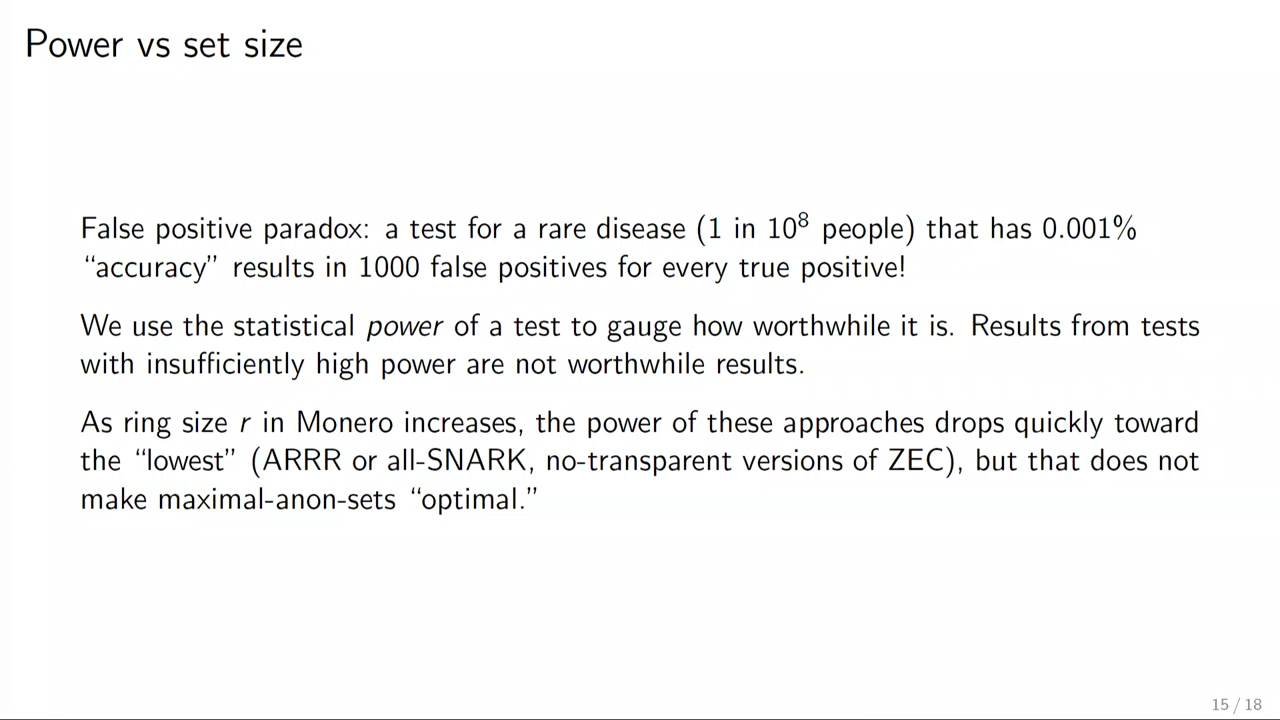 Power vs set size
False positive paradox: a test for a rare disease (1 in 10⁸ people) that has 0.001%
“accuracy” results in 1000 false positives for every true positive!
We use the statistical power of a test to gauge how worthwhile it is. Results from tests
with insufficiently high power are not worthwhile results.
As ring size r in Monero increases, the power of these approaches drops quickly toward
the “lowest” (ARRR or all-SNARK, no-transparent versions of ZEC), but that does not
make maximal-anon-sets “optimal.”
15 / 18